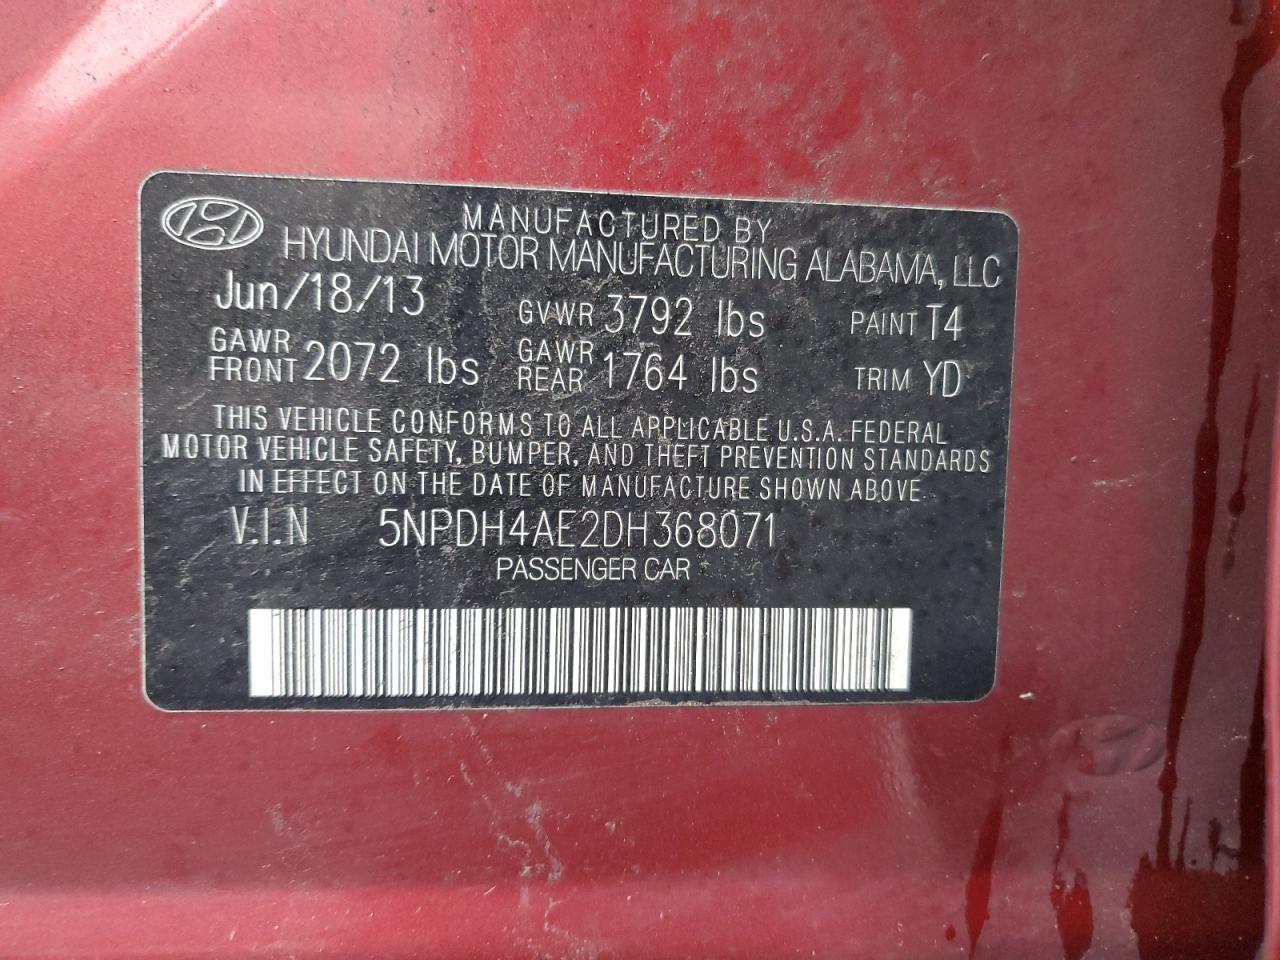 MANUFACTURED BY
HYUNDAI MOTOR MANUFACTURING ALABAMA, LLC
Jun/18/13 GVWR 3792 lbs PAINT T4
GAWR FRONT 2072 lbs GAWR REAR 1764 lbs TRIM YD
THIS VEHICLE CONFORMS TO ALL APPLICABLE U.S.A. FEDERAL
MOTOR VEHICLE SAFETY, BUMPER, AND THEFT PREVENTION STANDARDS
IN EFFECT ON THE DATE OF MANUFACTURE SHOWN ABOVE
V.I.N 5NPDH4AE2DH368071
PASSENGER CAR